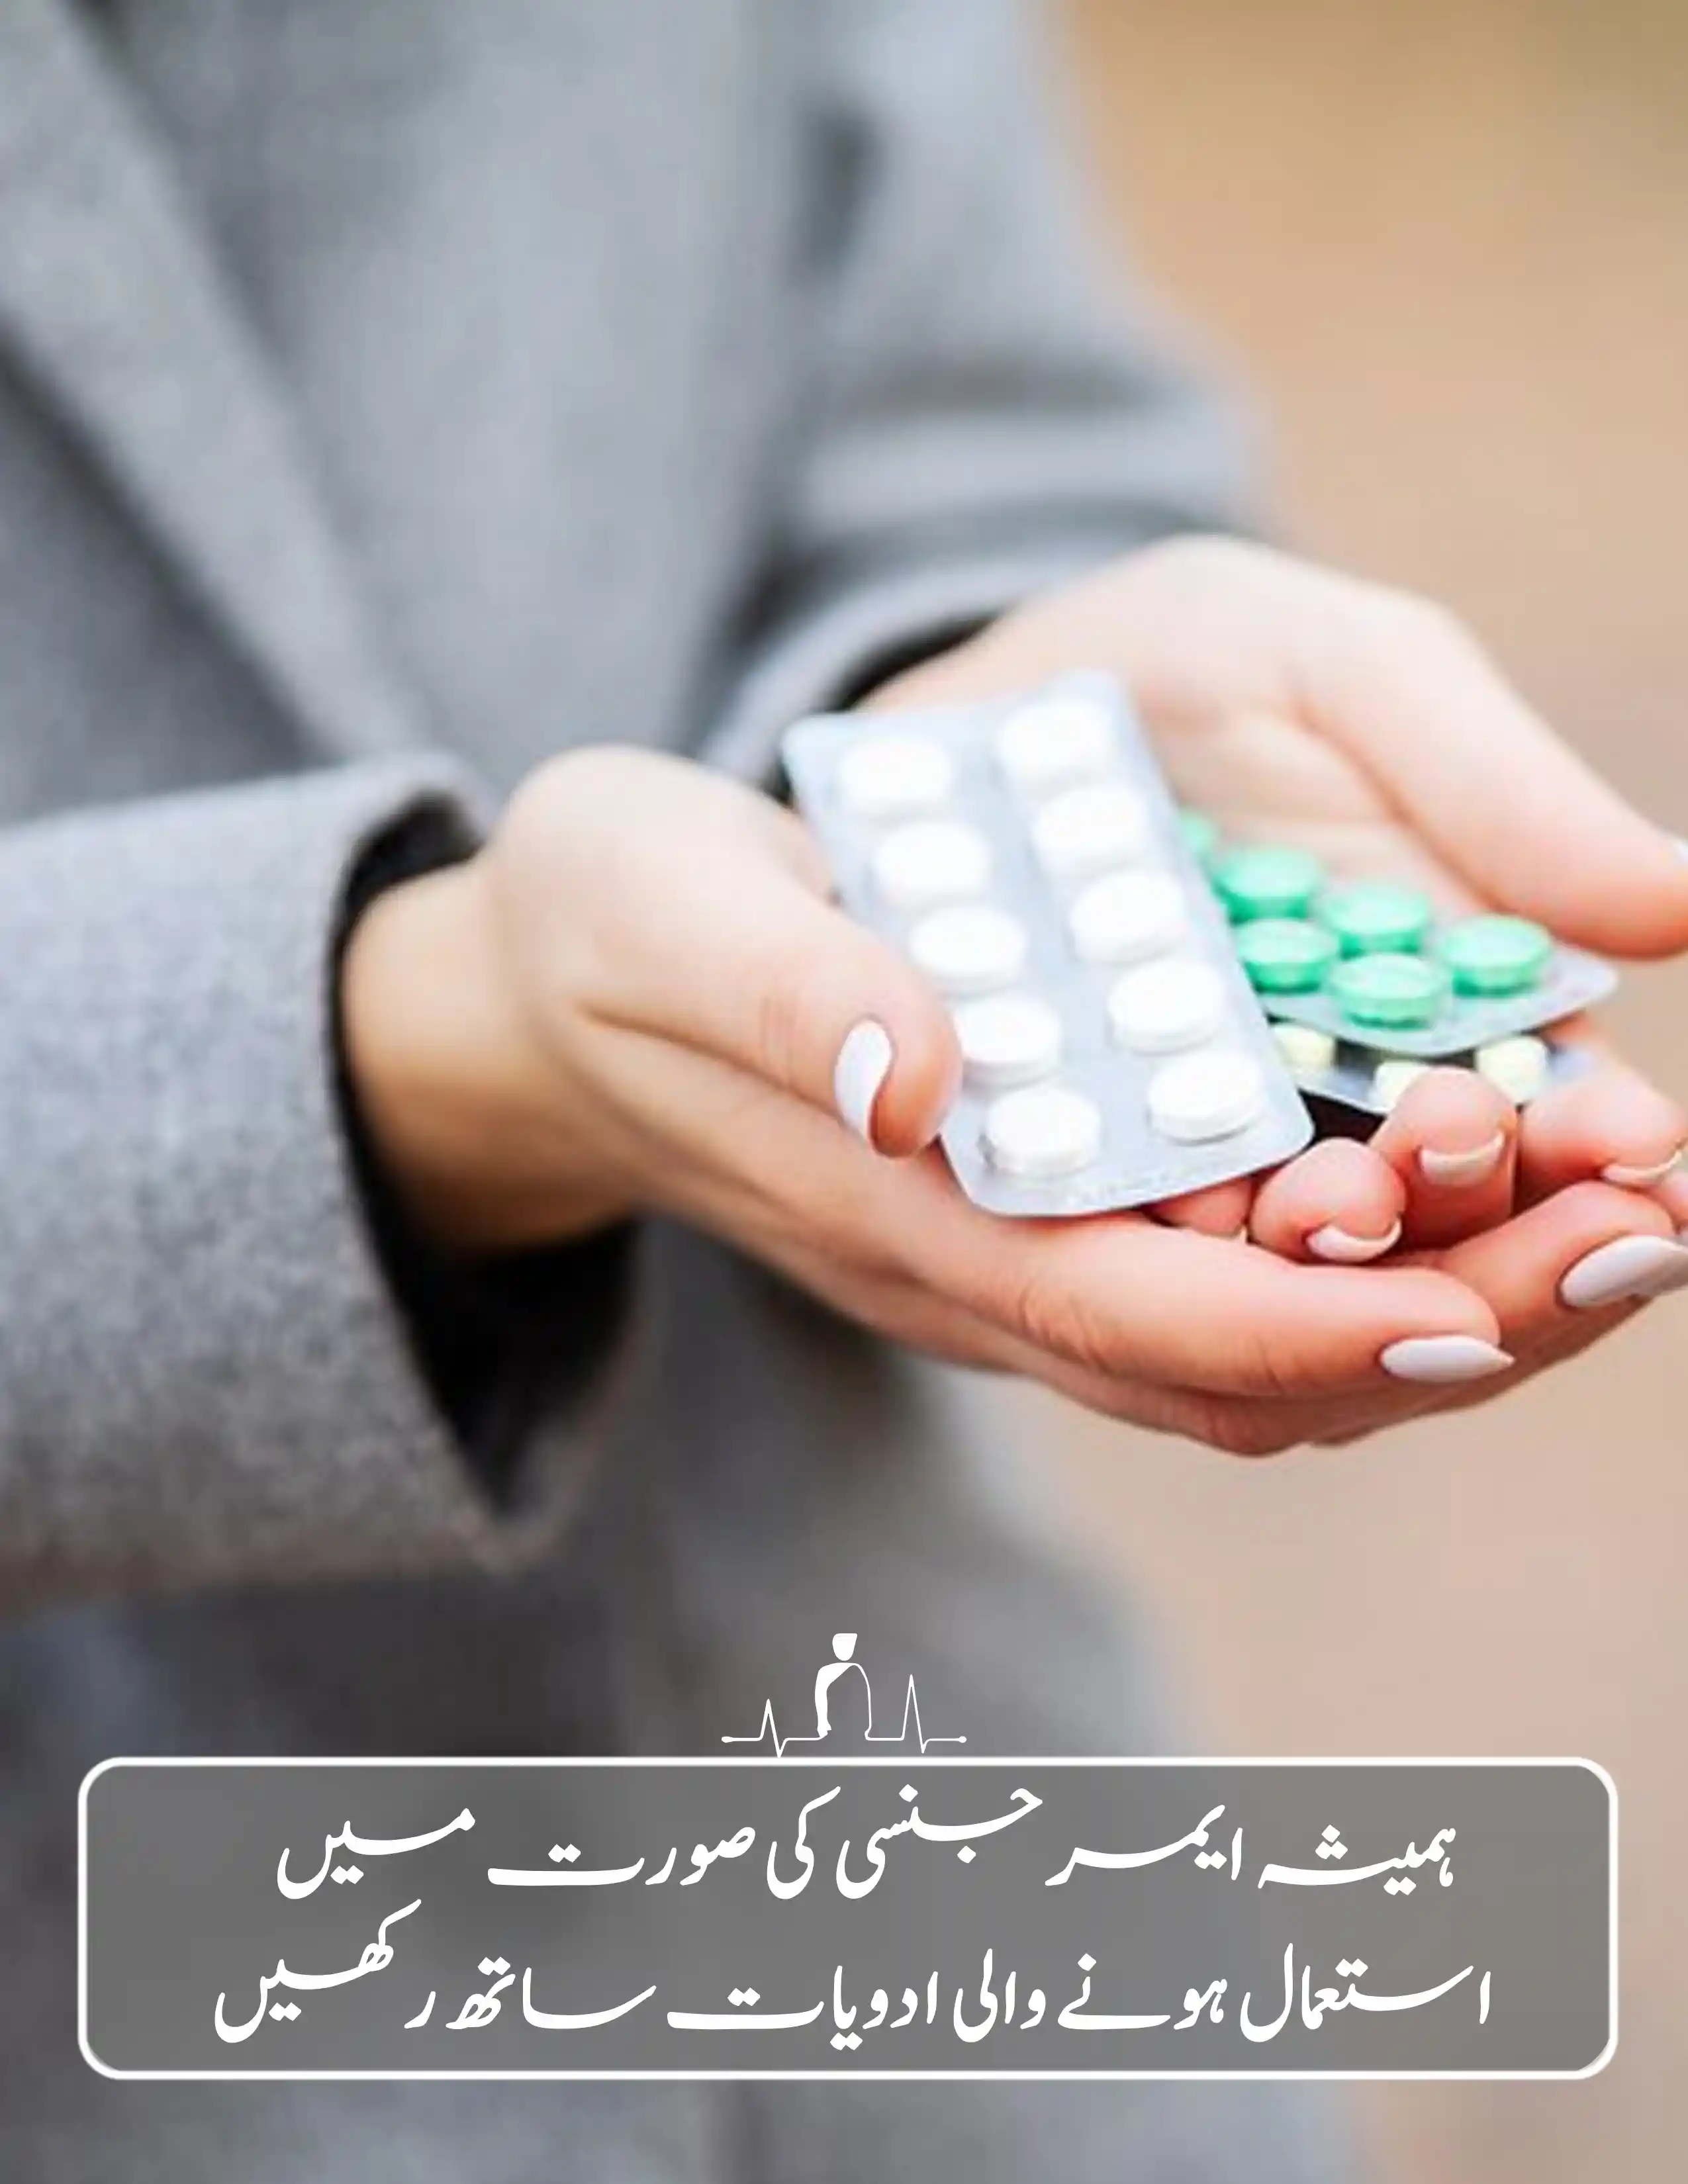 ہمیشہ ایمرجنسی کی صورت میں
استعمال ہونے والی ادویات ساتھ رکھیں